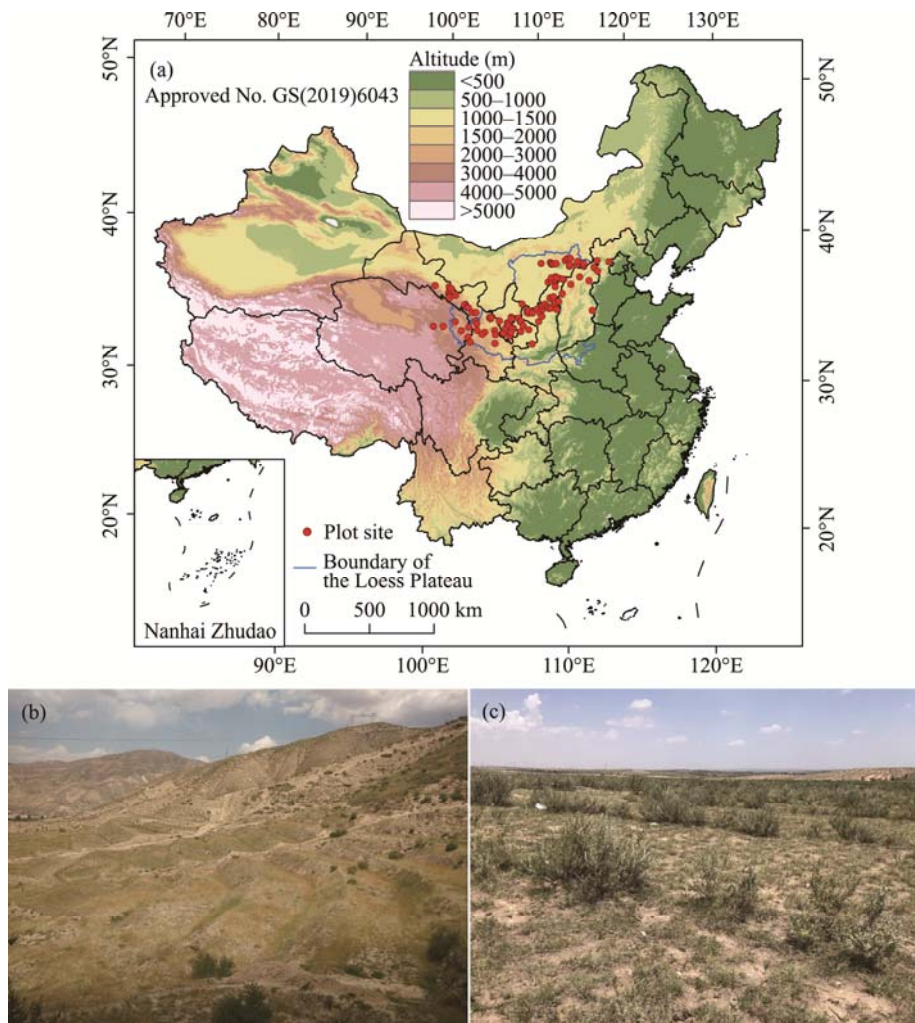 70°E 80°E 90°E 100°E 110°E 120°E 130°E
(a)
Approved No. GS(2019)6043
Altitude (m)
<500
500–1000
1000–1500
1500–2000
2000–3000
3000–4000
4000–5000
>5000
50°N
40°N
30°N
20°N
50°N
40°N
30°N
20°N
Plot site
Boundary of
the Loess Plateau
0 500 1000 km
Nanhai Zhudao
90°E 100°E 110°E 120°E
(b)
(c)